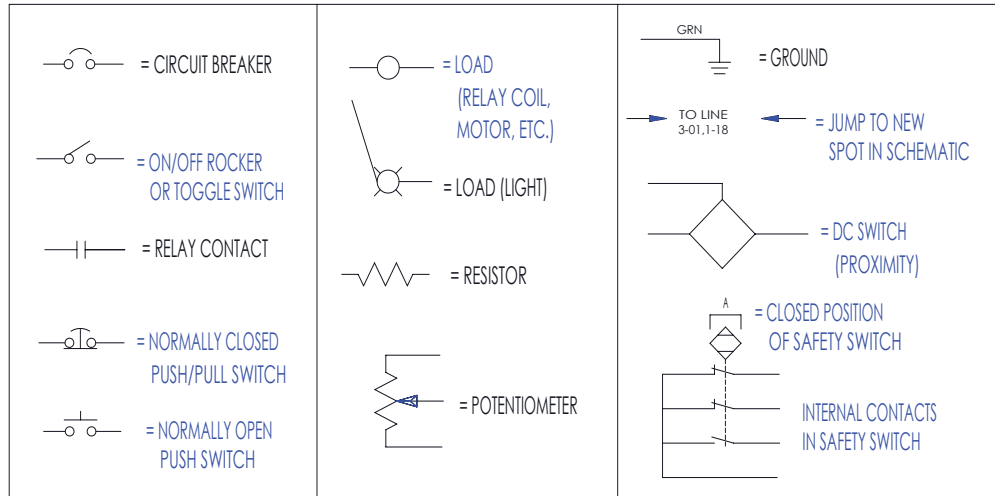 = CIRCUIT BREAKER
= ON/OFF ROCKER
OR TOGGLE SWITCH
= RELAY CONTACT
= NORMALLY CLOSED
PUSH/PULL SWITCH
= NORMALLY OPEN
PUSH SWITCH
= LOAD
(RELAY COIL,
MOTOR, ETC.)
= LOAD (LIGHT)
= RESISTOR
= POTENTIOMETER
GRN
= GROUND
TO LINE
3-01,1-18
= JUMP TO NEW
SPOT IN SCHEMATIC
= DC SWITCH
(PROXIMITY)
A
= CLOSED POSITION
OF SAFETY SWITCH
INTERNAL CONTACTS
IN SAFETY SWITCH